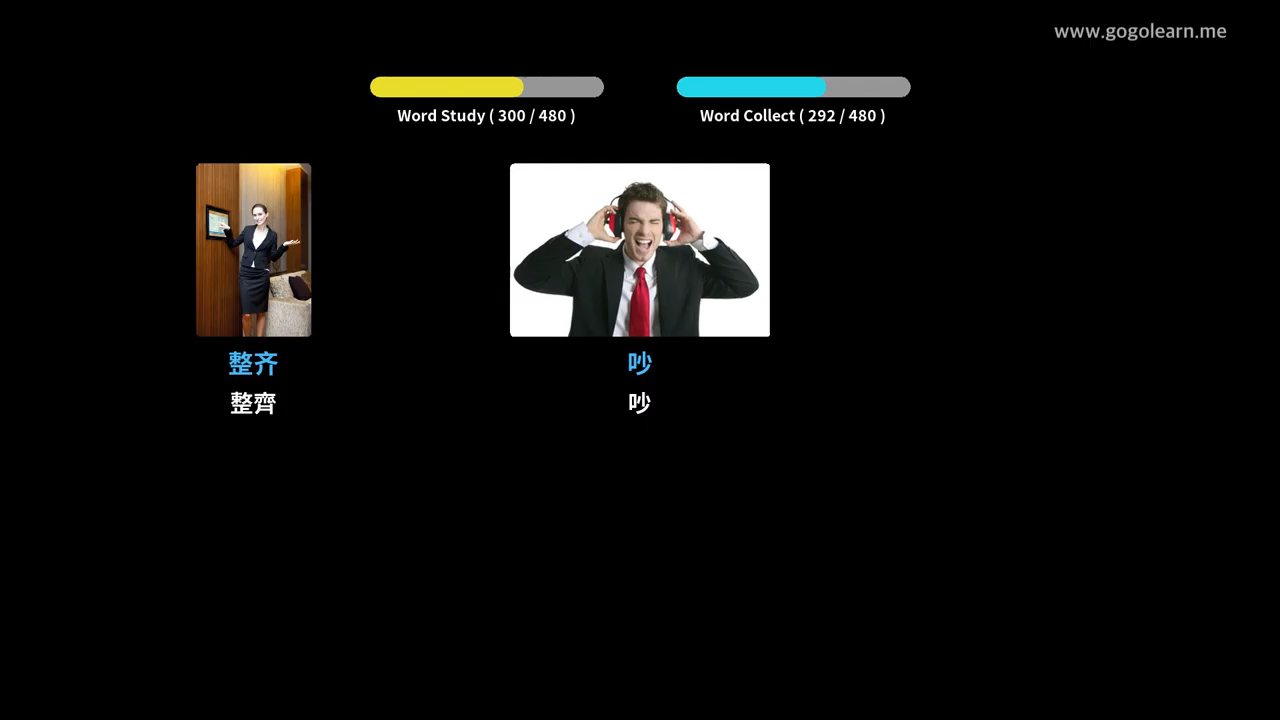 www.gogolearn.me
Word Study ( 300 / 480 )
Word Collect ( 292 / 480 )
整齐
整齊
吵
吵